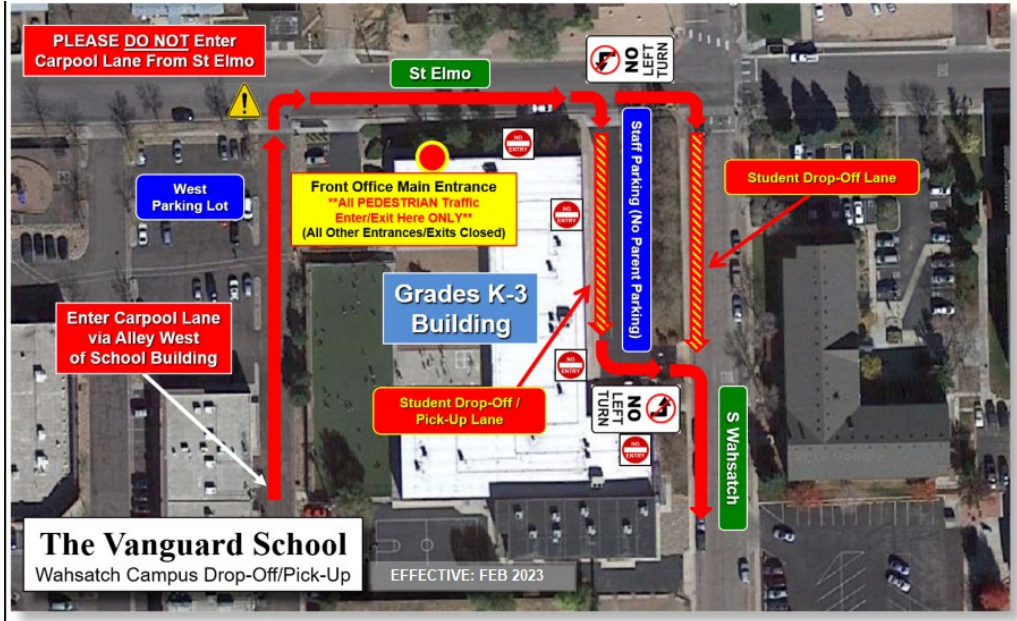 PLEASE DO NOT Enter
Carpool Lane From St Elmo
St Elmo
NO
LEFT
TURN
West
Parking Lot
NO
ENTRY
Front Office Main Entrance
**All PEDESTRIAN Traffic
Enter/Exit Here ONLY**
(All Other Entrances/Exits Closed)
NO
ENTRY
Staff Parking (No Parent Parking)
Student Drop-Off Lane
Grades K-3
Building
Enter Carpool Lane
via Alley West
of School Building
NO
ENTRY
Student Drop-Off /
Pick-Up Lane
NO
LEFT
TURN
NO
ENTRY
S Wahsatch
The Vanguard School
Wahsatch Campus Drop-Off/Pick-Up
EFFECTIVE: FEB 2023